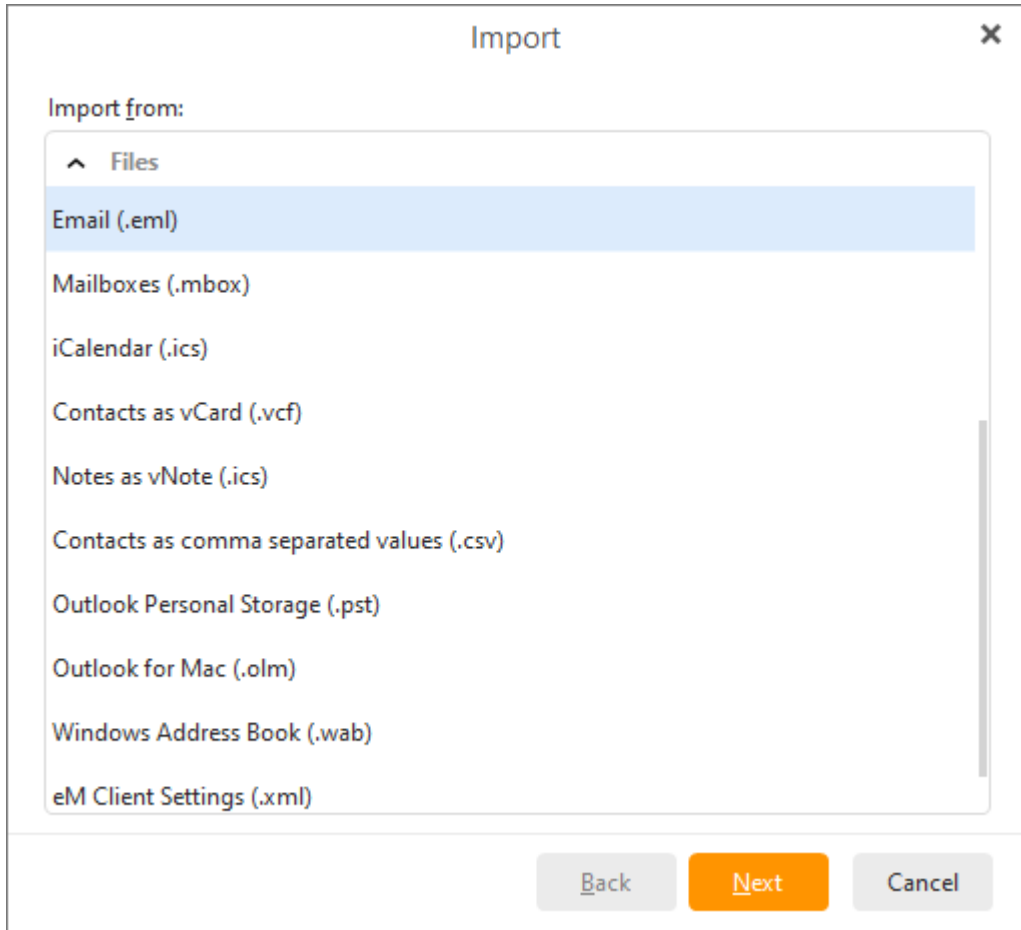 Import
Import from:
Files
Email (.eml)
Mailboxes (.mbox)
iCalendar (.ics)
Contacts as vCard (.vcf)
Notes as vNote (.ics)
Contacts as comma separated values (.csv)
Outlook Personal Storage (.pst)
Outlook for Mac (.olm)
Windows Address Book (.wab)
eM Client Settings (.xml)
Back Next Cancel